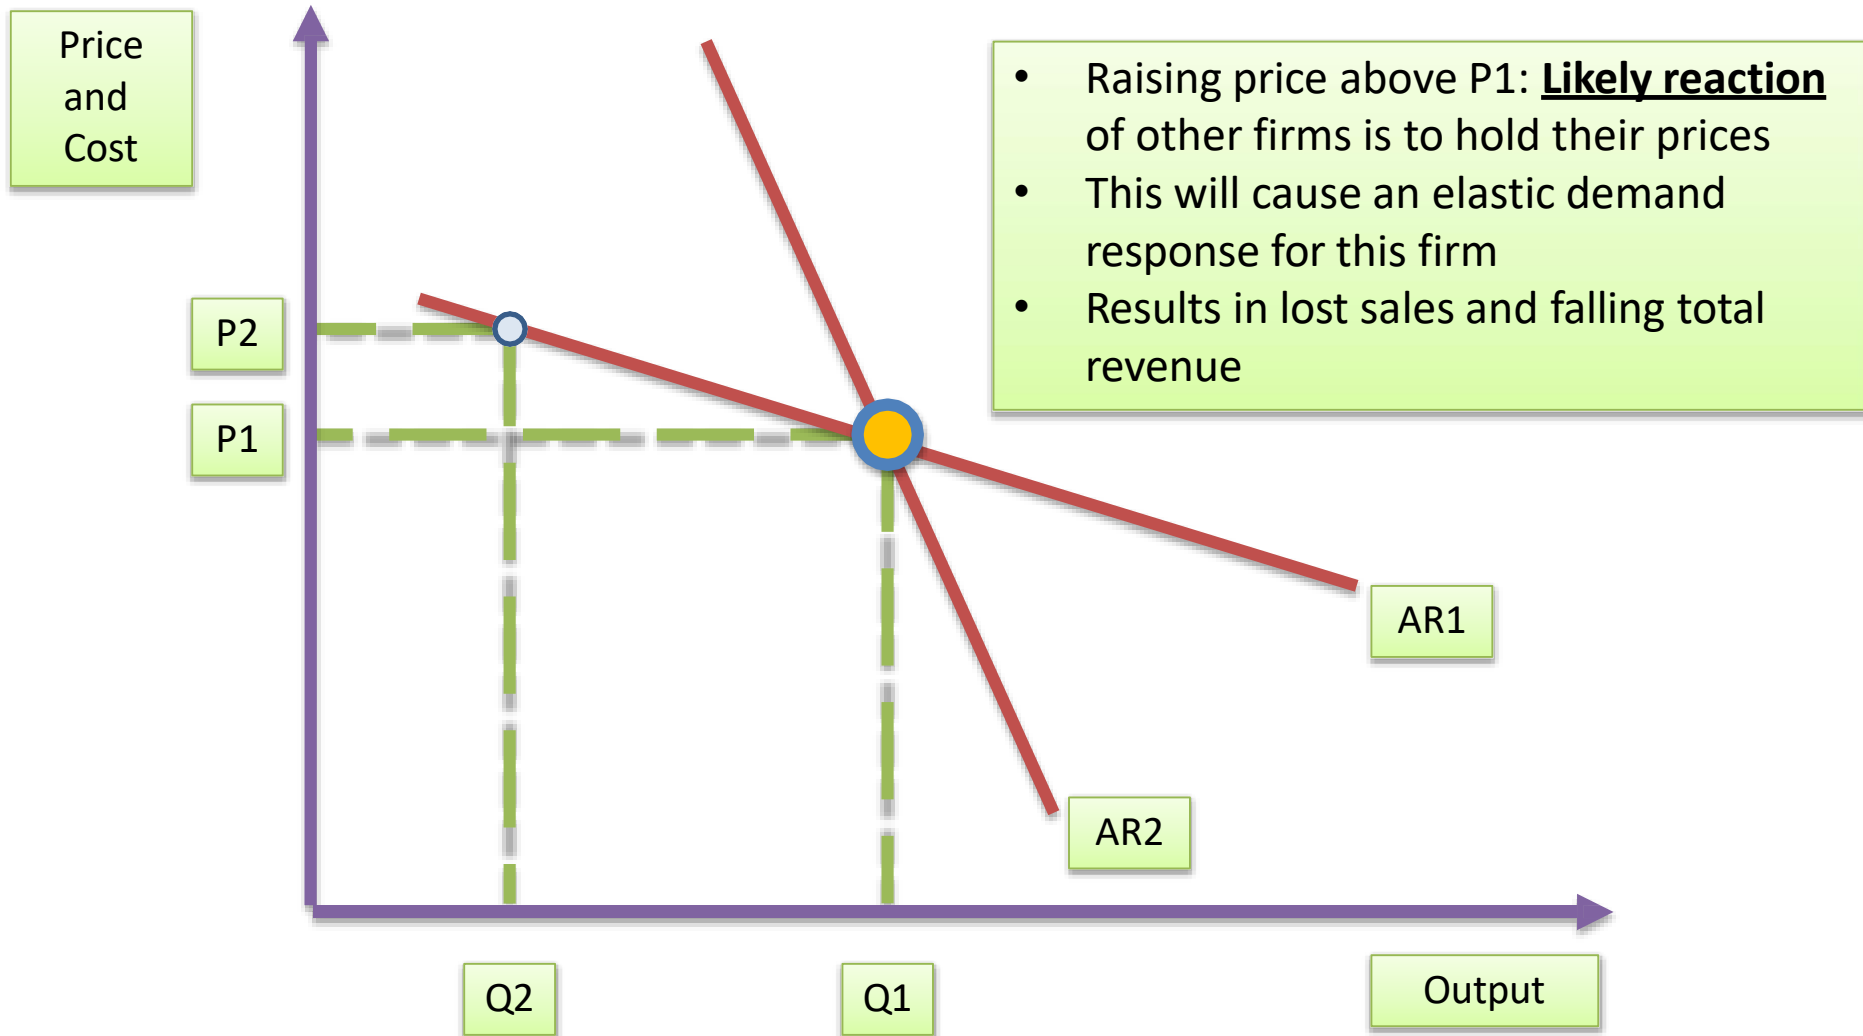 Price
and
Cost
• Raising price above P1: Likely reaction
of other firms is to hold their prices
• This will cause an elastic demand
response for this firm
• Results in lost sales and falling total
revenue
P2
P1
AR1
AR2
Q2
Q1
Output